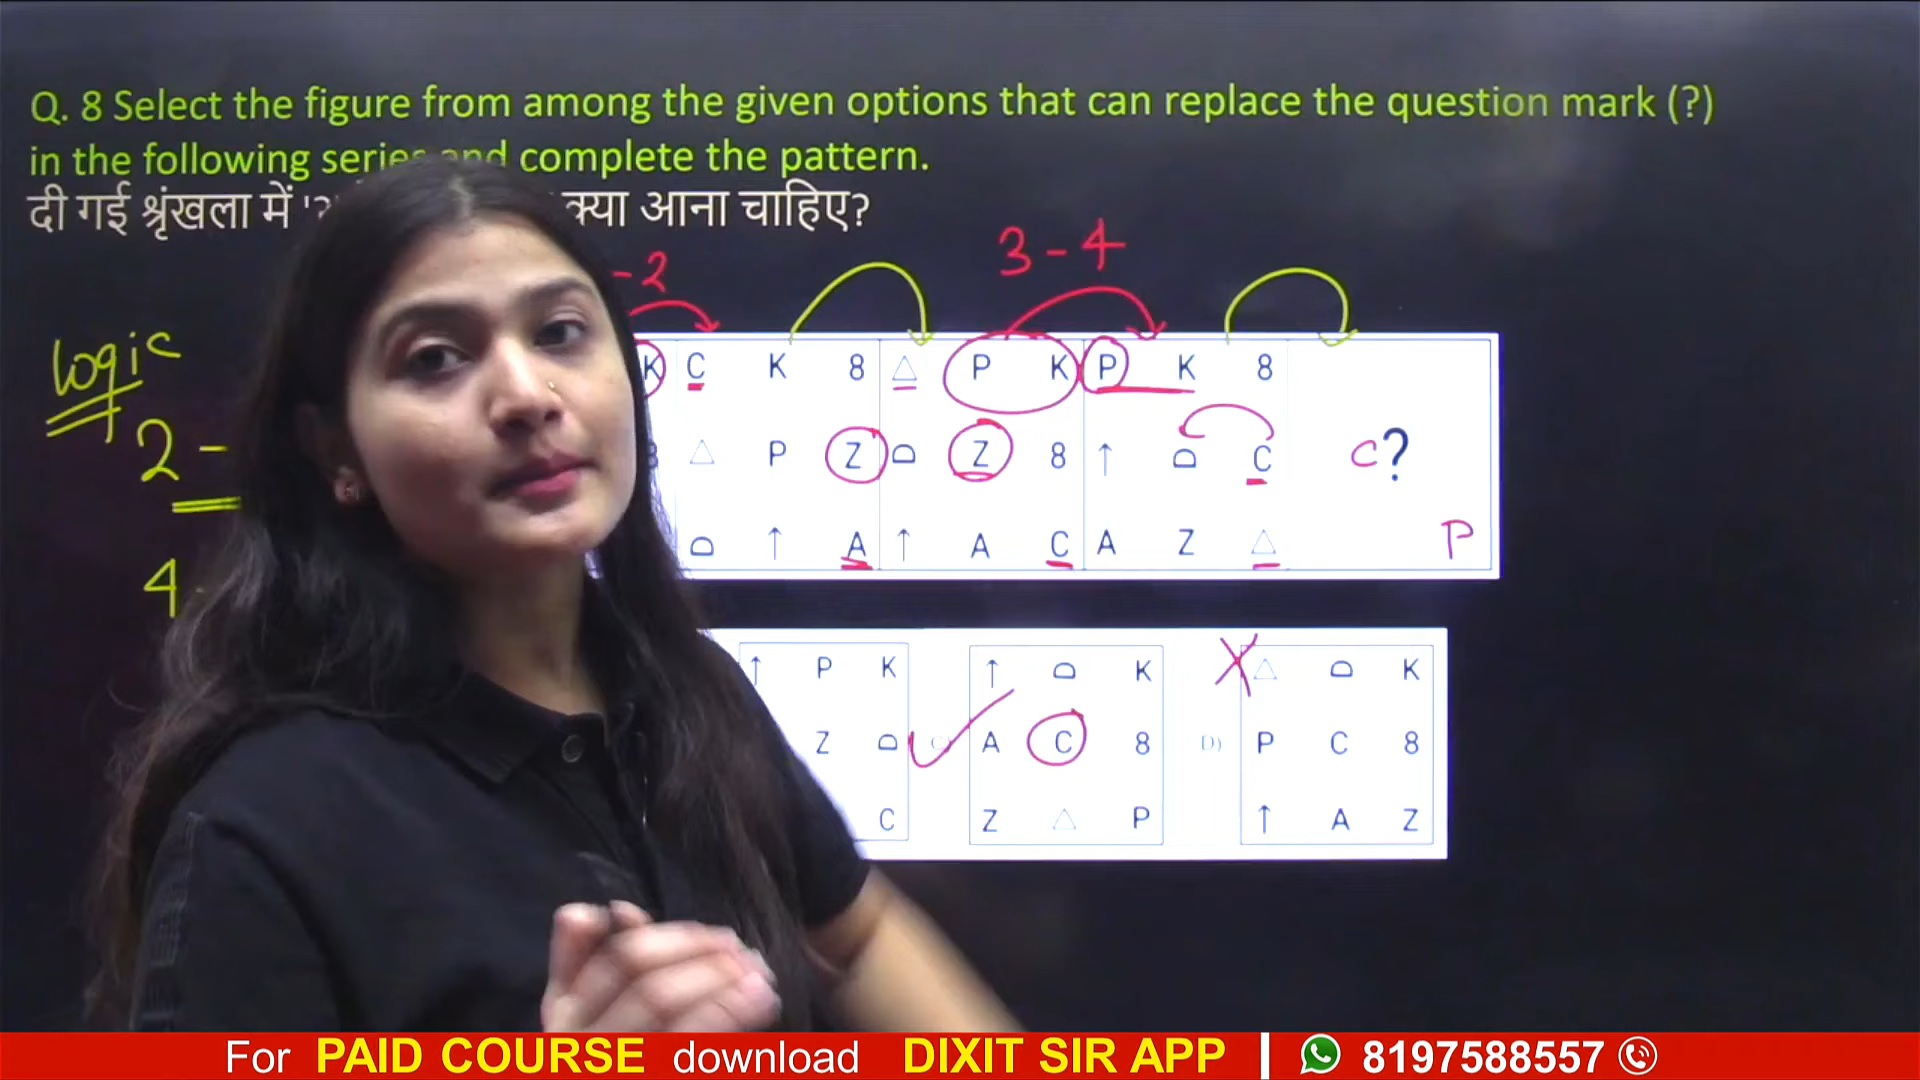 Q. 8 Select the figure from among the given options that can replace the question mark (?)
in the following series and complete the pattern.
दी गई श्रृंखला में '? क्या आना चाहिए?
-2
3-4
logic
2-
4
K C K 8 △ P K P K 8
8 △ P Z D Z 8 ↑ D C C?
D ↑ A ↑ A C A Z △ P
↑ P K ↑ D K △ D K
Z D A C 8 D) P C 8
C Z △ P ↑ A Z
For PAID COURSE download DIXIT SIR APP | 8197588557